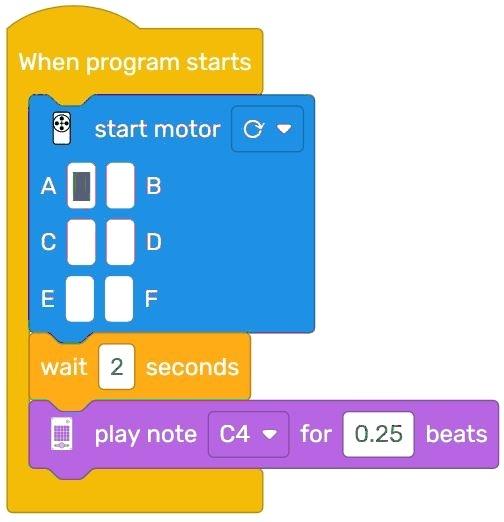 When program starts
start motor
A B
C D
E F
wait 2 seconds
play note C4 for 0.25 beats